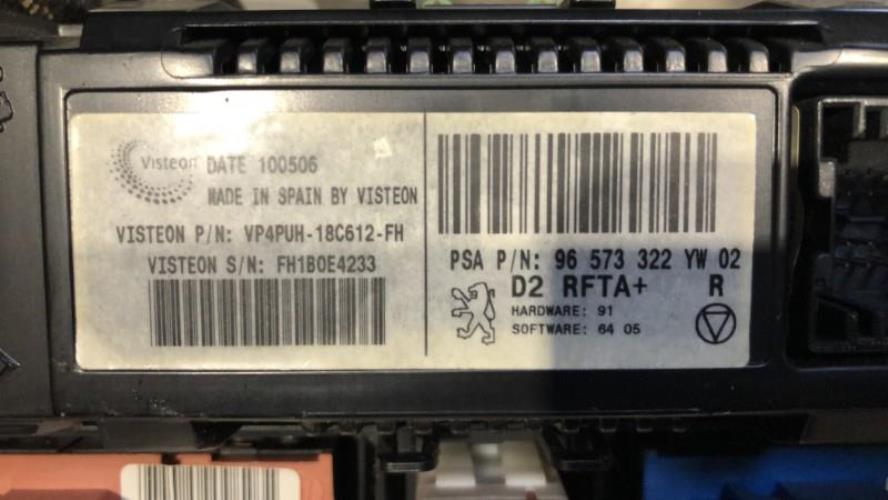 Visteon DATE 100506
MADE IN SPAIN BY VISTEON
VISTEON P/N: VP4PUH-18C612-FH
VISTEON S/N: FH1B0E4233
PSA P/N: 96 573 322 YW 02
D2 RFTA+ R
HARDWARE: 91
SOFTWARE: 64 05